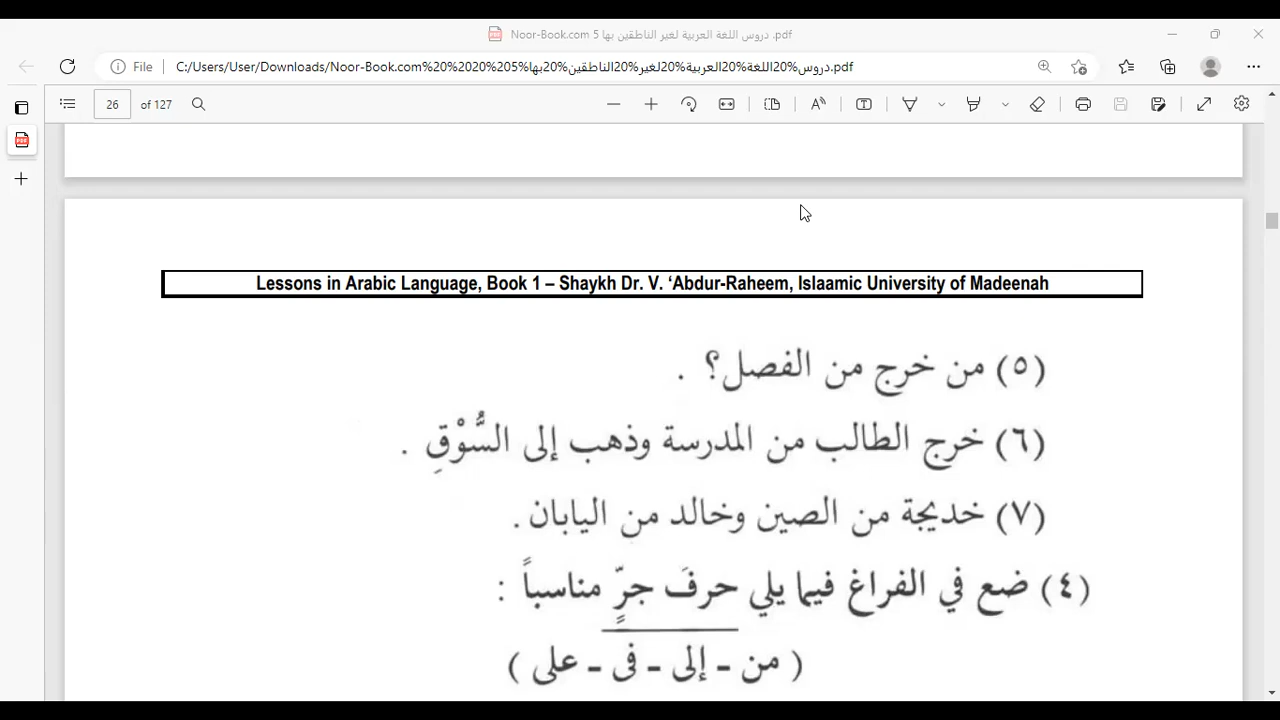 Noor-Book.com 5 دروس اللغة العربية لغير الناطقين بها .pdf
File
C:/Users/User/Downloads/Noor-Book.com%20%20%20%205%دروس%20اللغة%20العربية%20لغير%20الناطقين%20بها.pdf
26 of 127
Lessons in Arabic Language, Book 1 – Shaykh Dr. V. ‘Abdur-Raheem, Islaamic University of Madeenah
(٥) من خرج من الفصل؟ .
(٦) خرج الطالب من المدرسة وذهب إلى السُّوْقِ .
(٧) خديجة من الصين وخالد من اليابان.
(٤) ضع في الفراغ فيما يلي حرفَ جرٍّ مناسباً :
( من ـ إلى ـ فى ـ على )